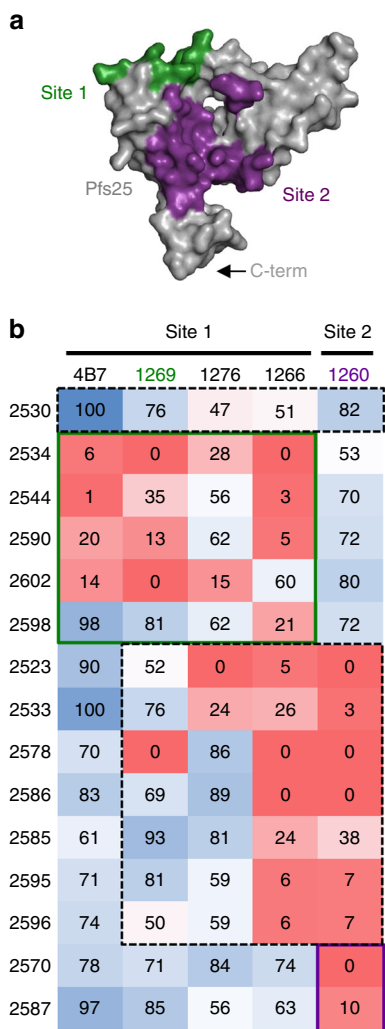 a
Site 1
Pfs25
Site 2
C-term
b
Site 1 Site 2
4B7 1269 1276 1266 1260
2530 100 76 47 51 82
2534 6 0 28 0 53
2544 1 35 56 3 70
2590 20 13 62 5 72
2602 14 0 15 60 80
2598 98 81 62 21 72
2523 90 52 0 5 0
2533 100 76 24 26 3
2578 70 0 86 0 0
2586 83 69 89 0 0
2585 61 93 81 24 38
2595 71 81 59 6 7
2596 74 50 59 6 7
2570 78 71 84 74 0
2587 97 85 56 63 10